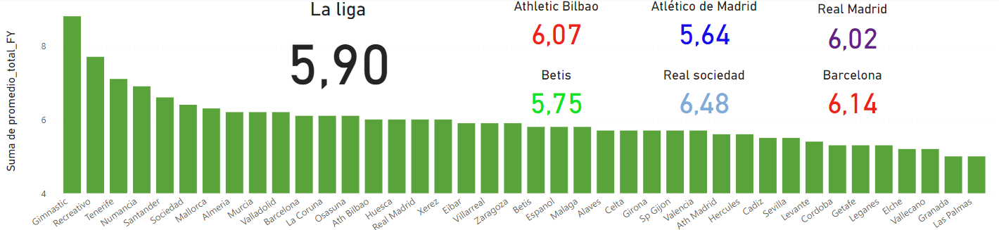 La liga
5,90
Athletic Bilbao
6,07
Atlético de Madrid
5,64
Real Madrid
6,02
Betis
5,75
Real sociedad
6,48
Barcelona
6,14
Suma de promedio_total_FY
8
6
4
Gimnastic
Recreativo
Tenerife
Numancia
Santander
Sociedad
Mallorca
Almeria
Murcia
Valladolid
Barcelona
La Coruna
Osasuna
Ath Bilbao
Huesca
Real Madrid
Xerez
Eibar
Villarreal
Zaragoza
Betis
Espanol
Malaga
Alaves
Celta
Girona
Sp Gijon
Valencia
Ath Madrid
Hercules
Cadiz
Sevilla
Levante
Cordoba
Getafe
Leganes
Elche
Vallecano
Granada
Las Palmas